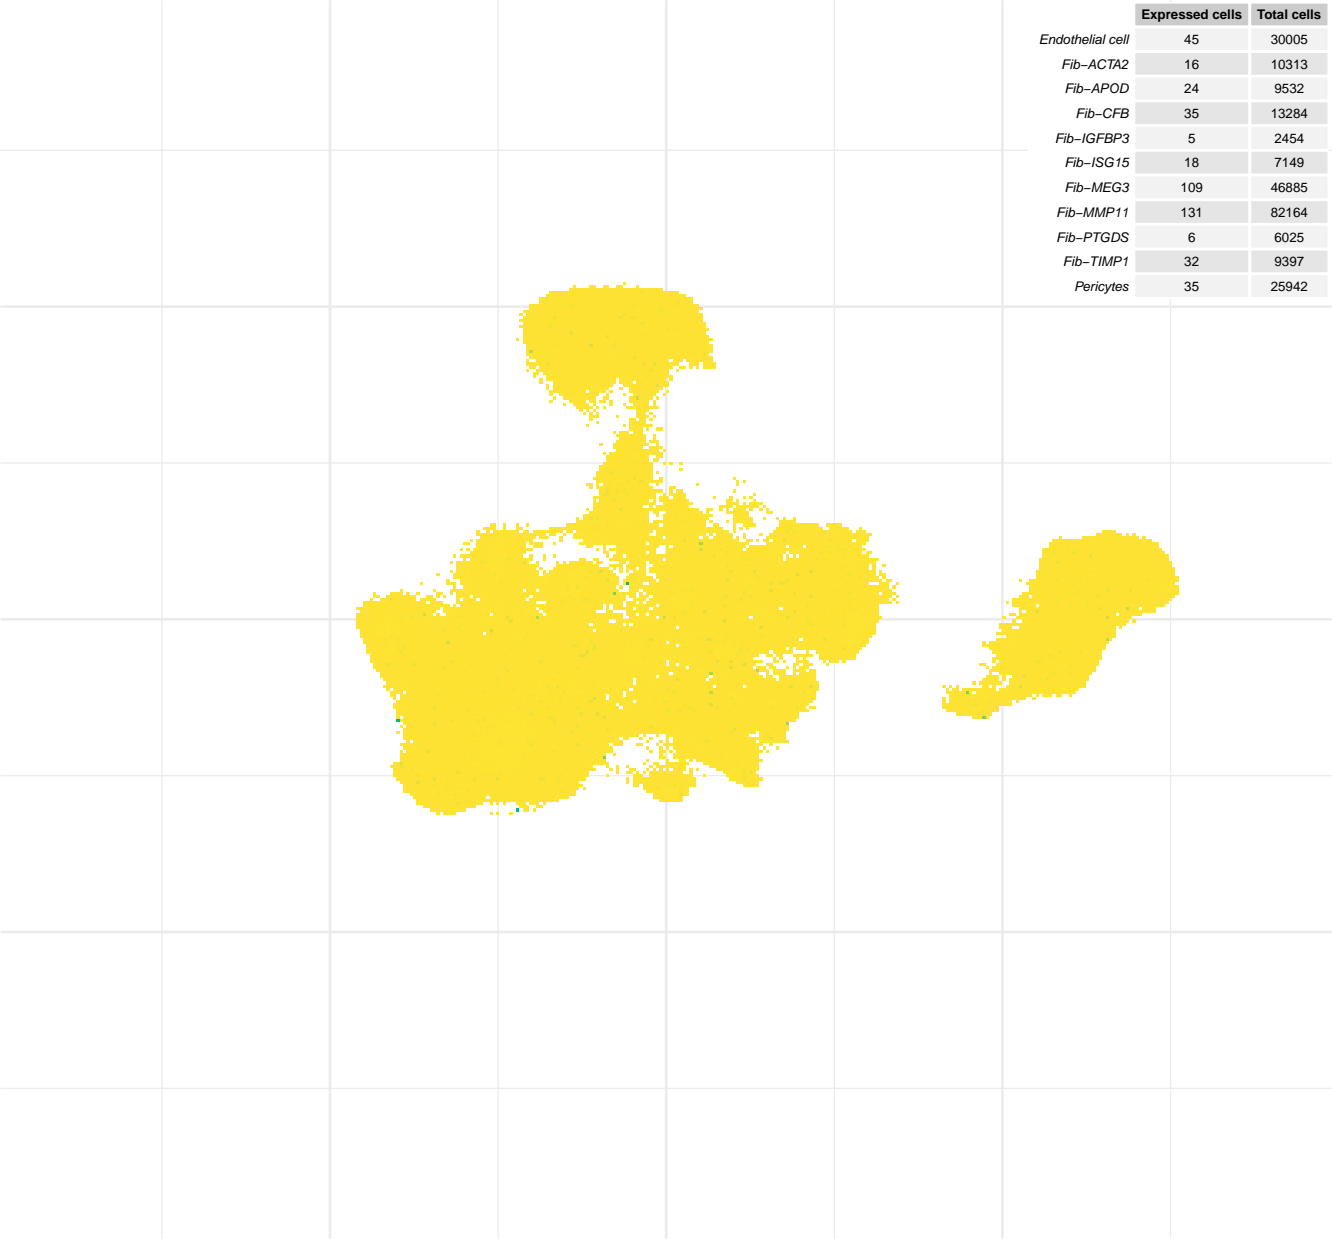 Expressed cells Total cells
Endothelial cell 45 30005
Fib−ACTA2 16 10313
Fib−APOD 24 9532
Fib−CFB 35 13284
Fib−IGFBP3 5 2454
Fib−ISG15 18 7149
Fib−MEG3 109 46885
Fib−MMP11 131 82164
Fib−PTGDS 6 6025
Fib−TIMP1 32 9397
Pericytes 35 25942